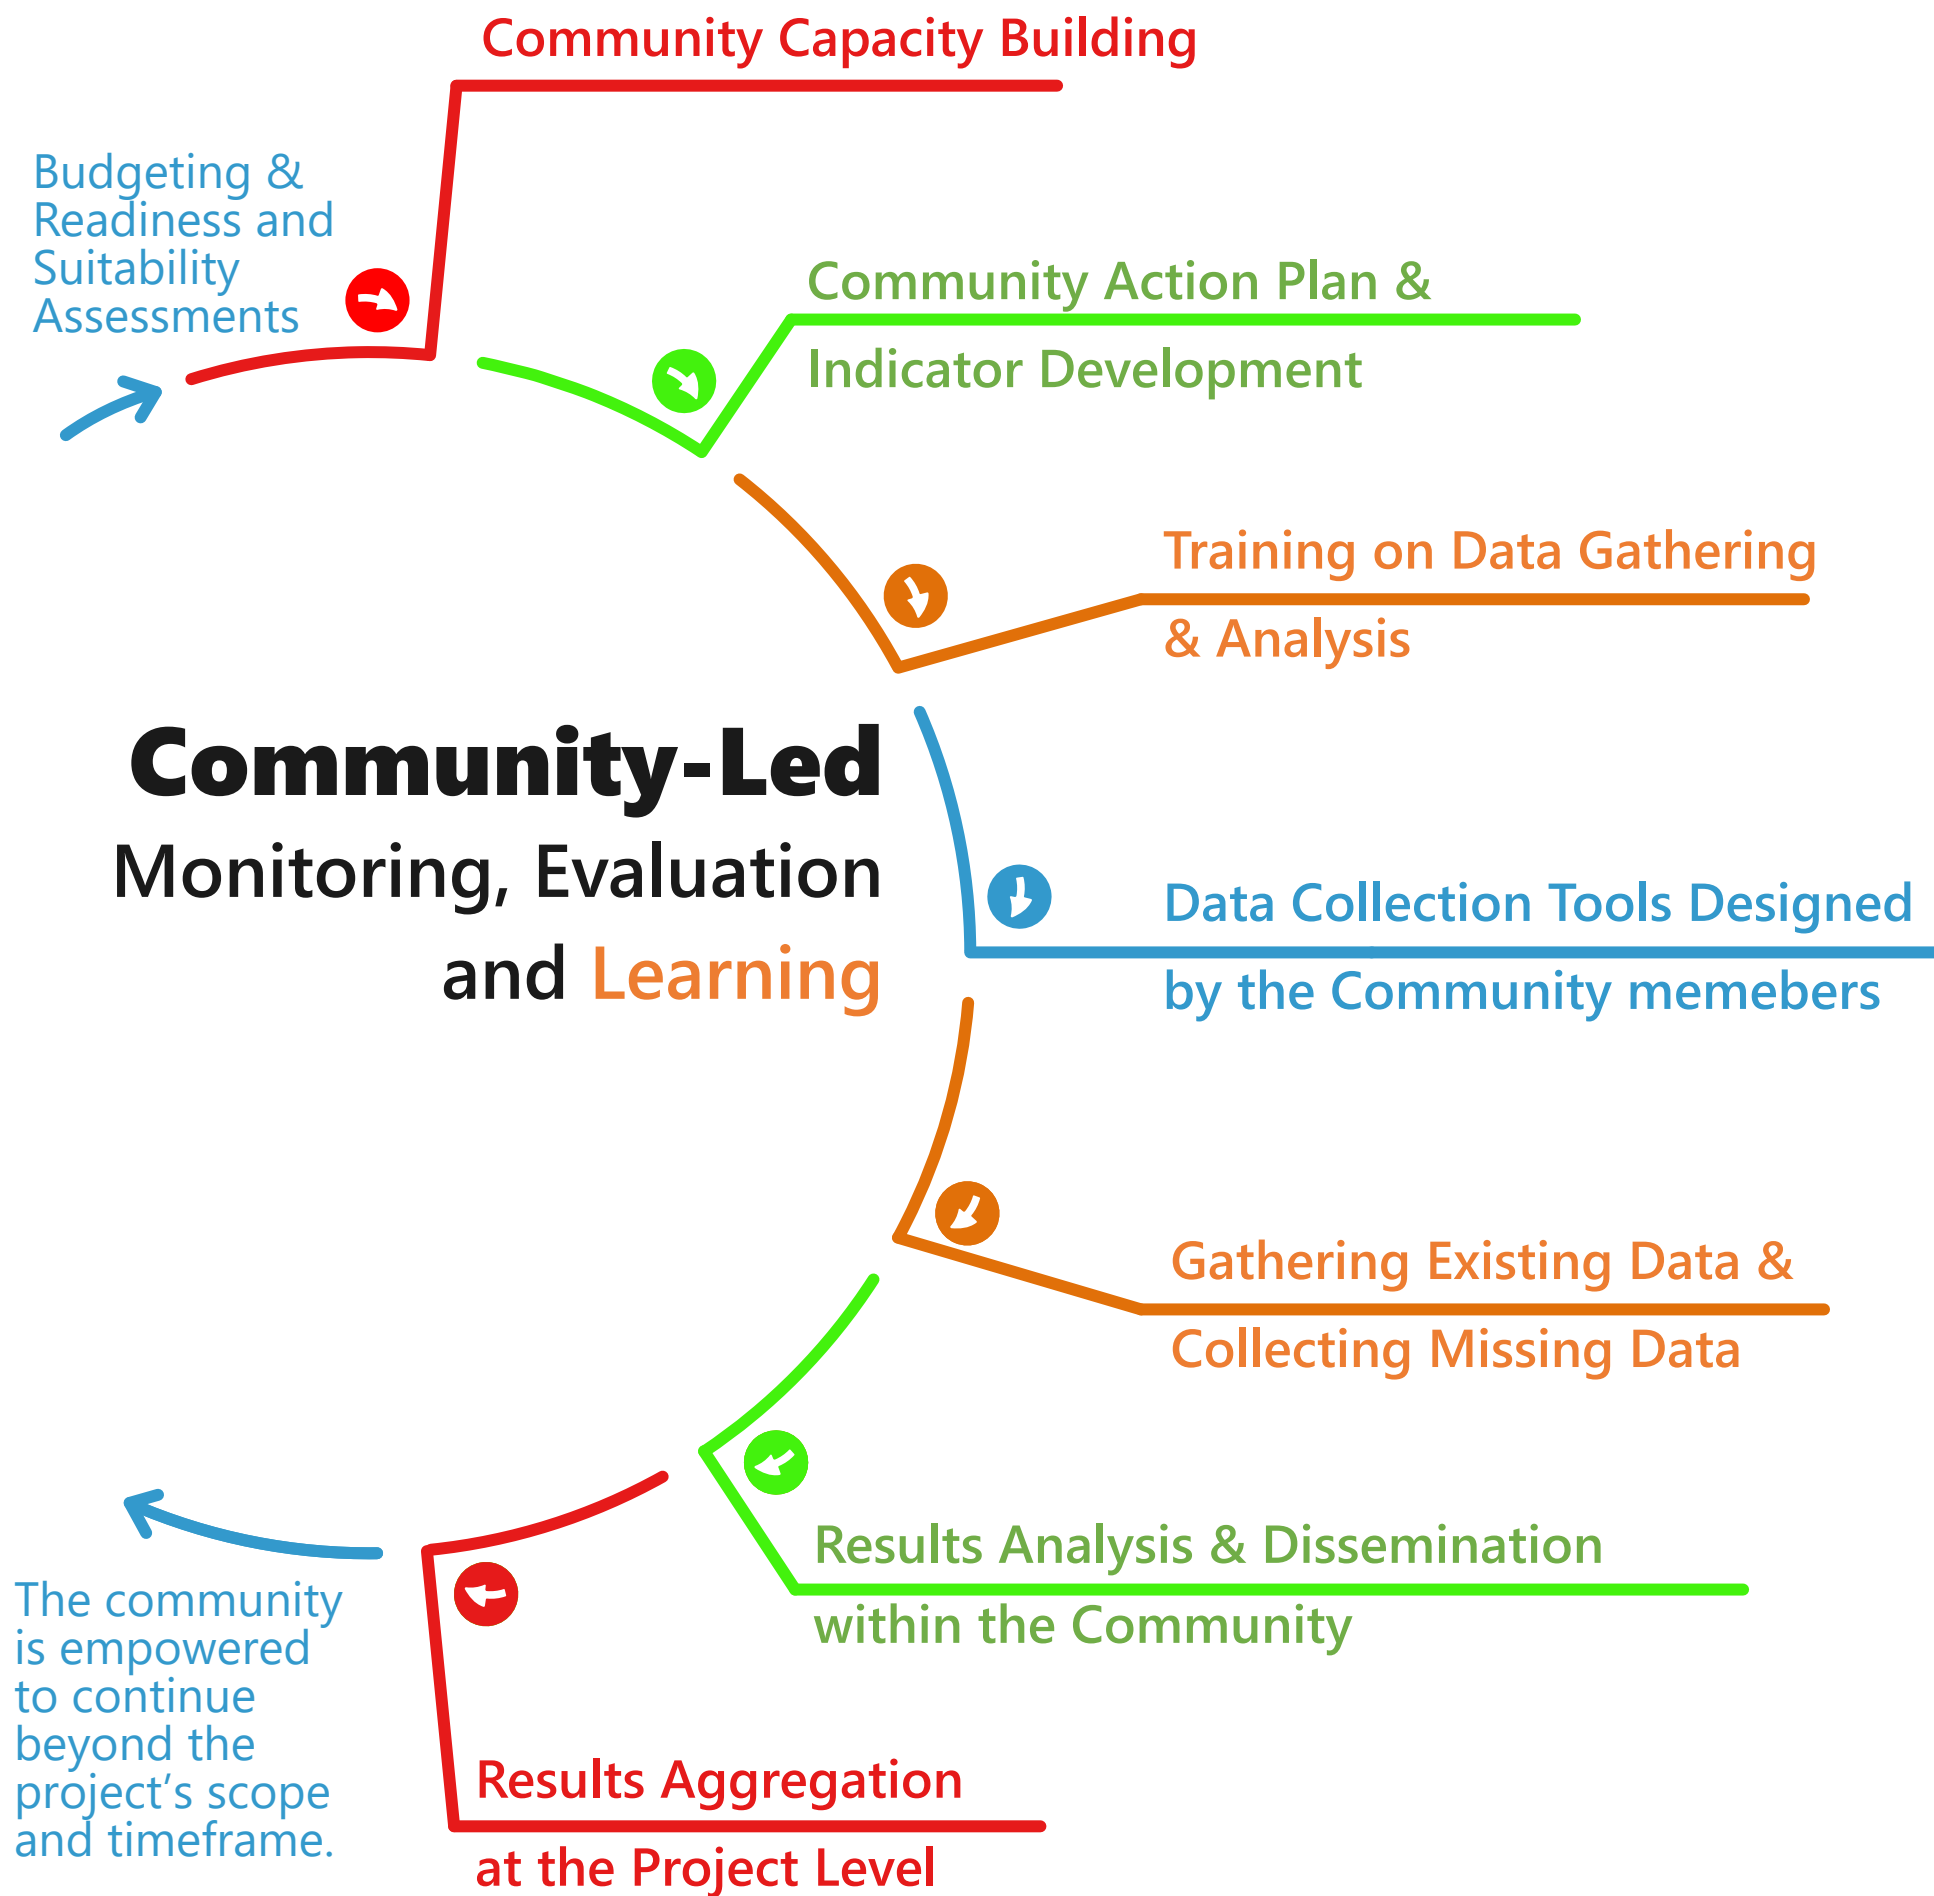 Community Capacity Building
Budgeting &
Readiness and
Suitability
Assessments
Community Action Plan &
Indicator Development
Training on Data Gathering
& Analysis
Community-Led
Monitoring, Evaluation
and Learning
Data Collection Tools Designed
by the Community memebers
Gathering Existing Data &
Collecting Missing Data
Results Analysis & Dissemination
within the Community
Results Aggregation
at the Project Level
The community
is empowered
to continue
beyond the
project’s scope
and timeframe.